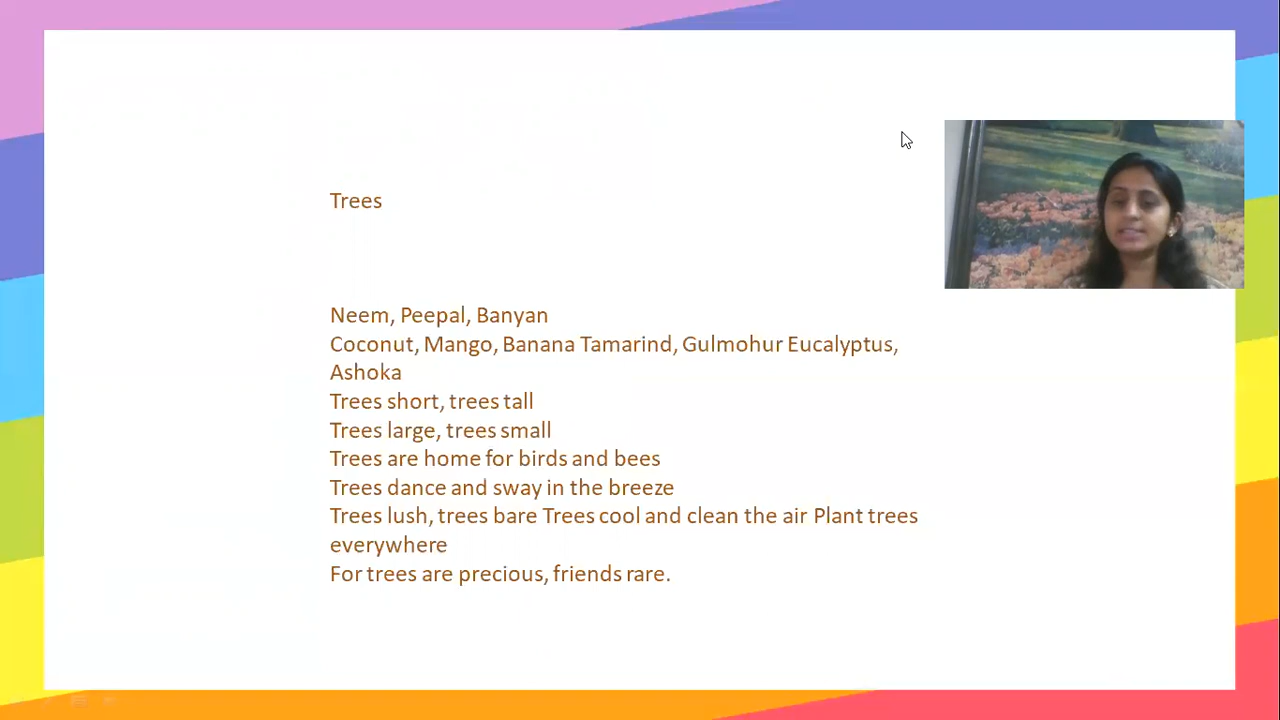 Trees
Neem, Peepal, Banyan
Coconut, Mango, Banana Tamarind, Gulmohur Eucalyptus,
Ashoka
Trees short, trees tall
Trees large, trees small
Trees are home for birds and bees
Trees dance and sway in the breeze
Trees lush, trees bare Trees cool and clean the air Plant trees
everywhere
For trees are precious, friends rare.